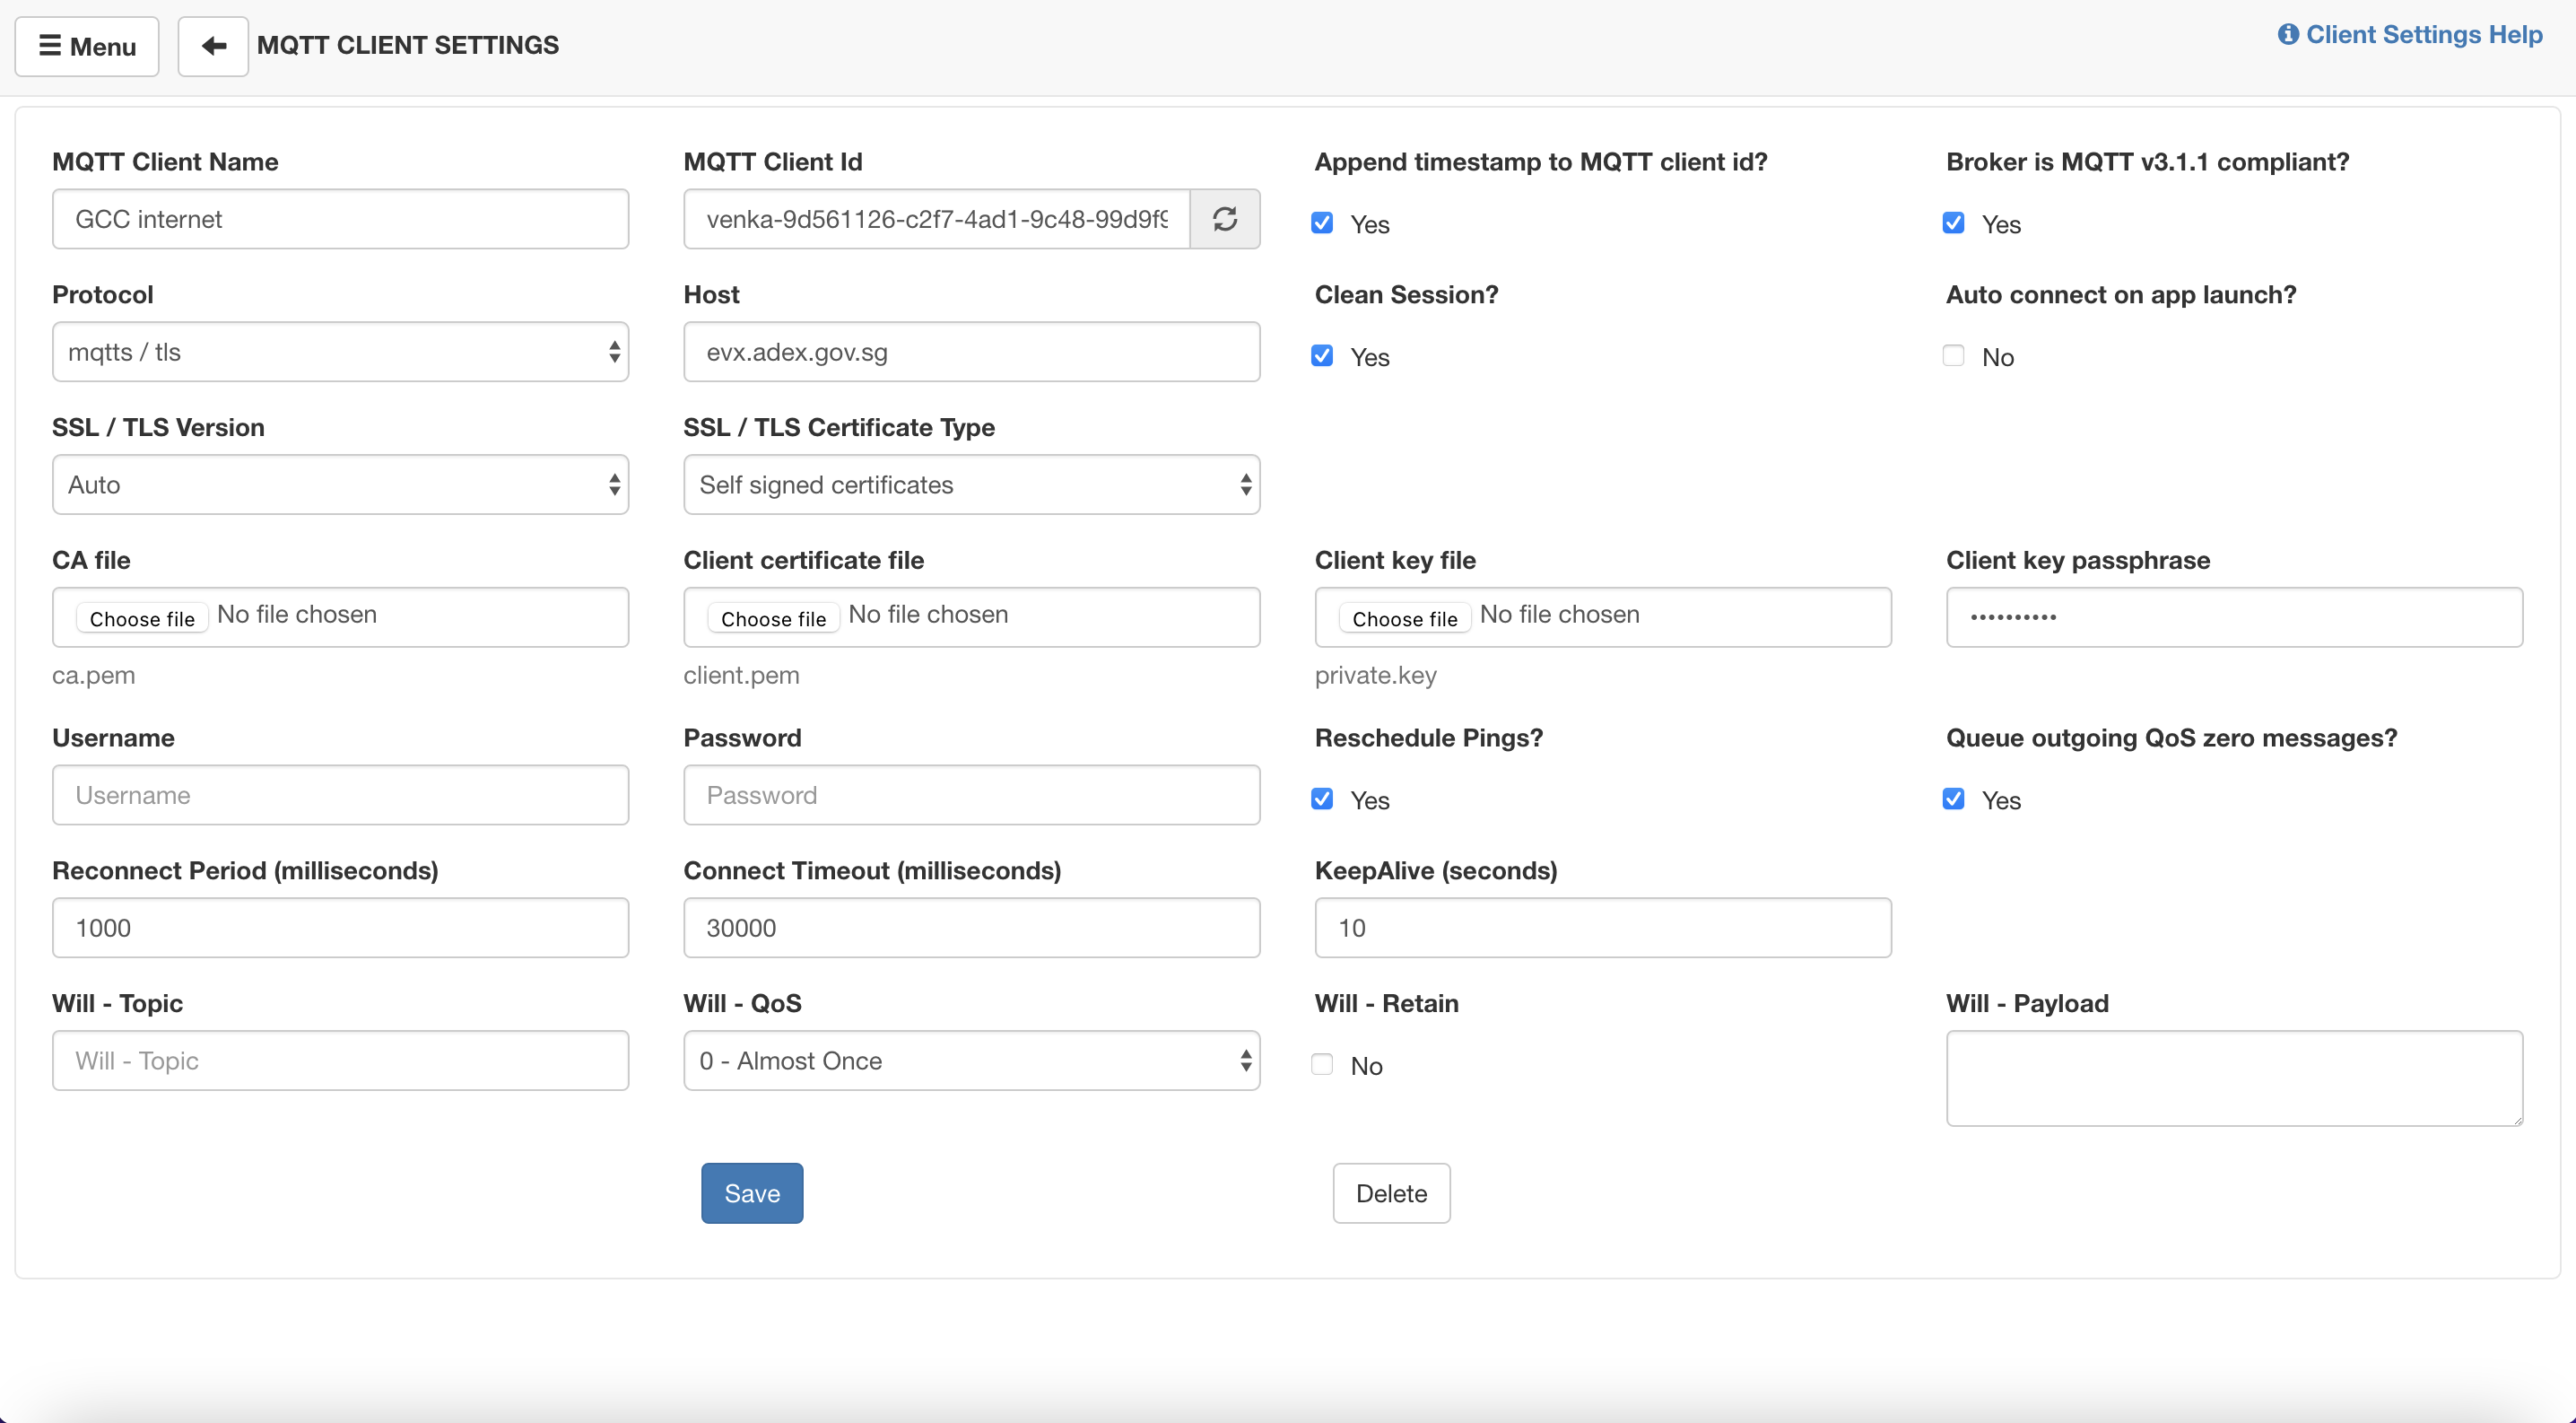 Menu
MQTT CLIENT SETTINGS
Client Settings Help
MQTT Client Name
MQTT Client Id
Append timestamp to MQTT client id?
Broker is MQTT v3.1.1 compliant?
GCC internet
venka-9d561126-c2f7-4ad1-9c48-99d9f9
Yes
Yes
Protocol
Host
Clean Session?
Auto connect on app launch?
mqtts / tls
evx.adex.gov.sg
Yes
No
SSL / TLS Version
SSL / TLS Certificate Type
Auto
Self signed certificates
CA file
Client certificate file
Client key file
Client key passphrase
Choose file No file chosen
Choose file No file chosen
Choose file No file chosen
••••••••••
ca.pem
client.pem
private.key
Username
Password
Reschedule Pings?
Queue outgoing QoS zero messages?
Username
Password
Yes
Yes
Reconnect Period (milliseconds)
Connect Timeout (milliseconds)
KeepAlive (seconds)
1000
30000
10
Will - Topic
Will - QoS
Will - Retain
Will - Payload
Will - Topic
0 - Almost Once
No
Save
Delete